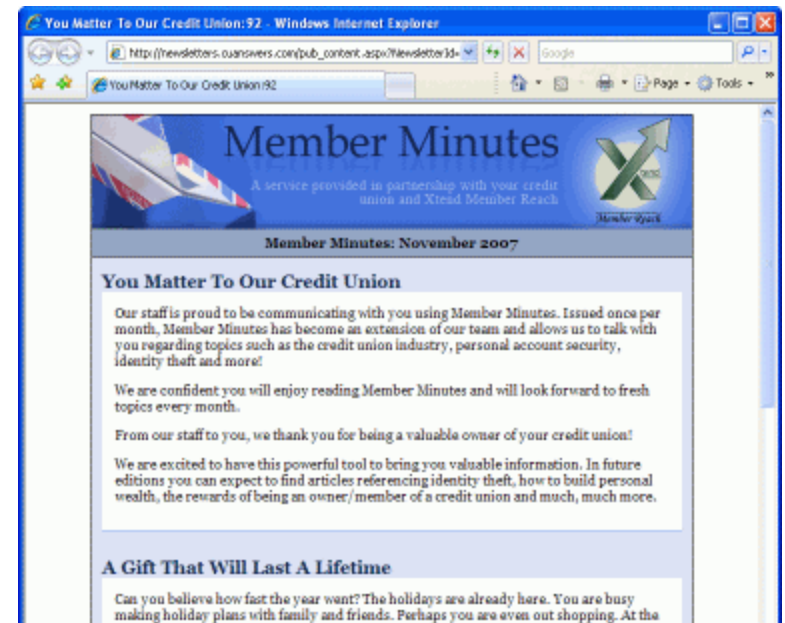 You Matter To Our Credit Union:92 - Windows Internet Explorer
http://newsletters.cuanswers.com/pub_content.aspx?NewsletterId=
Google
You Matter To Our Credit Union:92
Page
Tools
Member Minutes
A service provided in partnership with your credit
union and Xtend Member Reach
Member Reach
Member Minutes: November 2007
You Matter To Our Credit Union
Our staff is proud to be communicating with you using Member Minutes. Issued once per
month, Member Minutes has become an extension of our team and allows us to talk with
you regarding topics such as the credit union industry, personal account security,
identity theft and more!
We are confident you will enjoy reading Member Minutes and will look forward to fresh
topics every month.
From our staff to you, we thank you for being a valuable owner of your credit union!
We are excited to have this powerful tool to bring you valuable information. In future
editions you can expect to find articles referencing identity theft, how to build personal
wealth, the rewards of being an owner/member of a credit union and much, much more.
A Gift That Will Last A Lifetime
Can you believe how fast the year went? The holidays are already here. You are busy
making holiday plans with family and friends. Perhaps you are even out shopping. At the